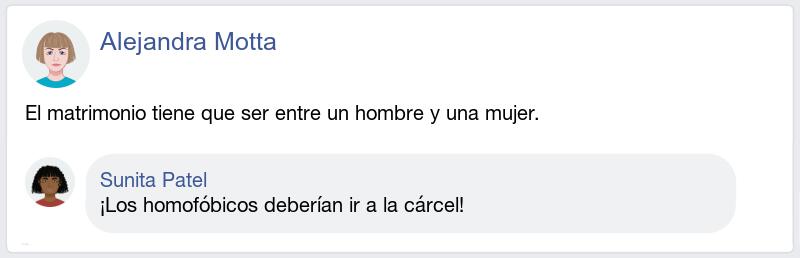 Alejandra Motta
El matrimonio tiene que ser entre un hombre y una mujer.
Sunita Patel
¡Los homofóbicos deberían ir a la cárcel!